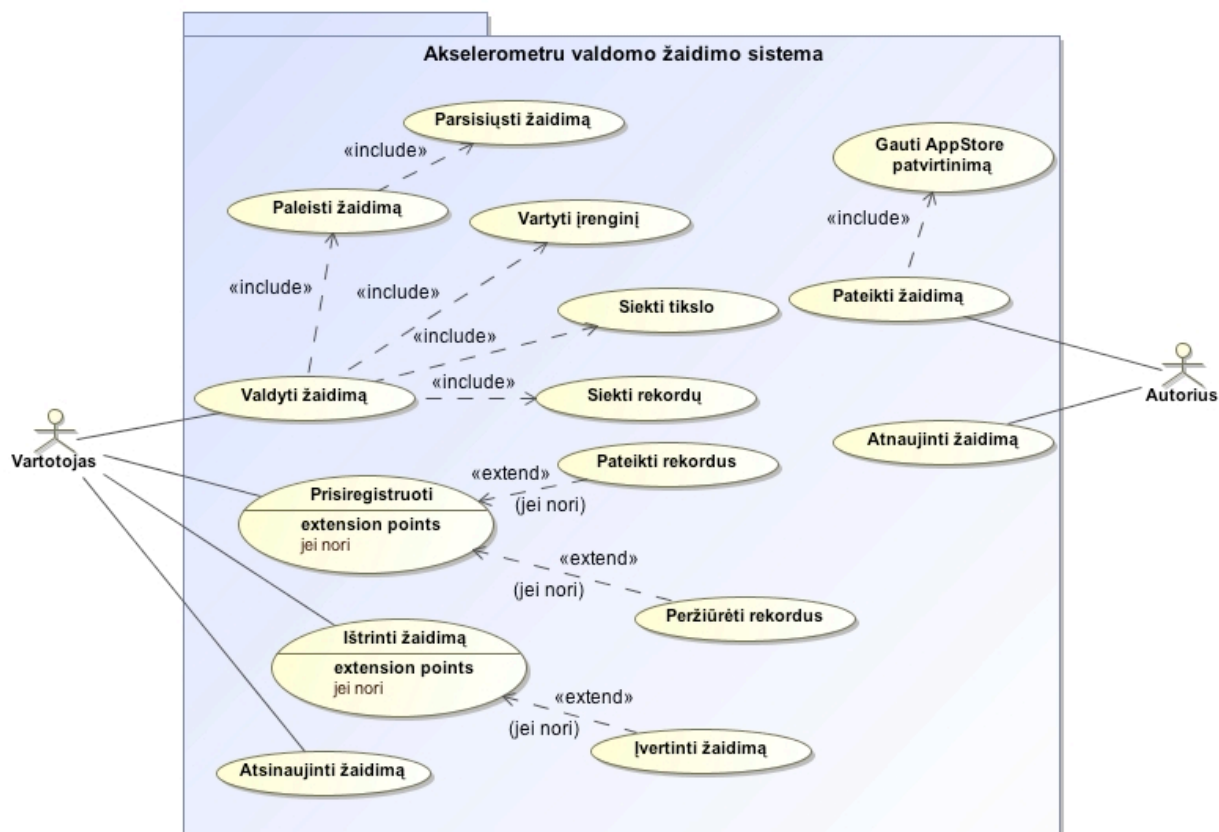 Akselerometru valdomo žaidimo sistema
Parsisiųsti žaidimą
«include»
Paleisti žaidimą
Gauti AppStore
patvirtinimą
«include»
Vartyti įrenginį
Pateikti žaidimą
«include»
«include»
Siekti tikslo
«include»
Valdyti žaidimą
«include»
Siekti rekordų
Autorius
Atnaujinti žaidimą
Vartotojas
Prisiregistruoti
extension points
jei nori
«extend»
(jei nori)
Pateikti rekordus
«extend»
(jei nori)
Peržiūrėti rekordus
Ištrinti žaidimą
extension points
jei nori
«extend»
(jei nori)
Įvertinti žaidimą
Atsinaujinti žaidimą